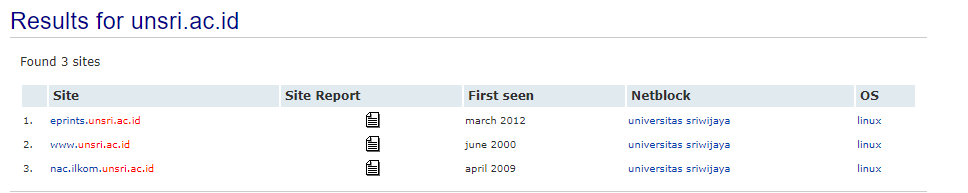 Results for unsri.ac.id
Found 3 sites
Site Site Report First seen Netblock OS
1. eprints.unsri.ac.id march 2012 universitas sriwijaya linux
2. www.unsri.ac.id june 2000 universitas sriwijaya linux
3. nac.ilkom.unsri.ac.id april 2009 universitas sriwijaya linux